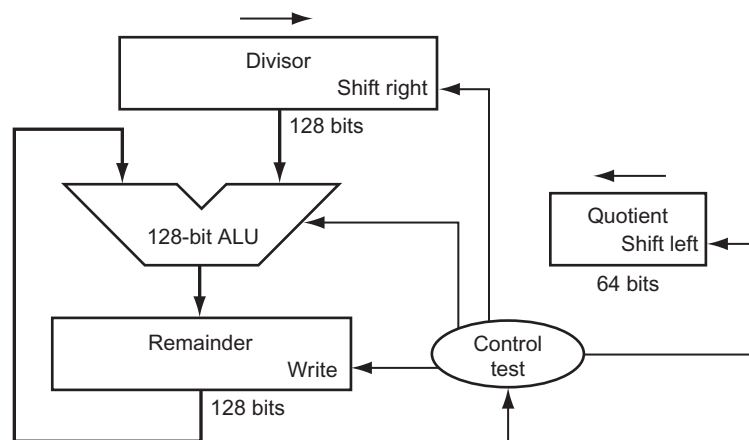 Divisor
Shift right
128 bits
128-bit ALU
Quotient
Shift left
64 bits
Remainder
Write
Control
test
128 bits